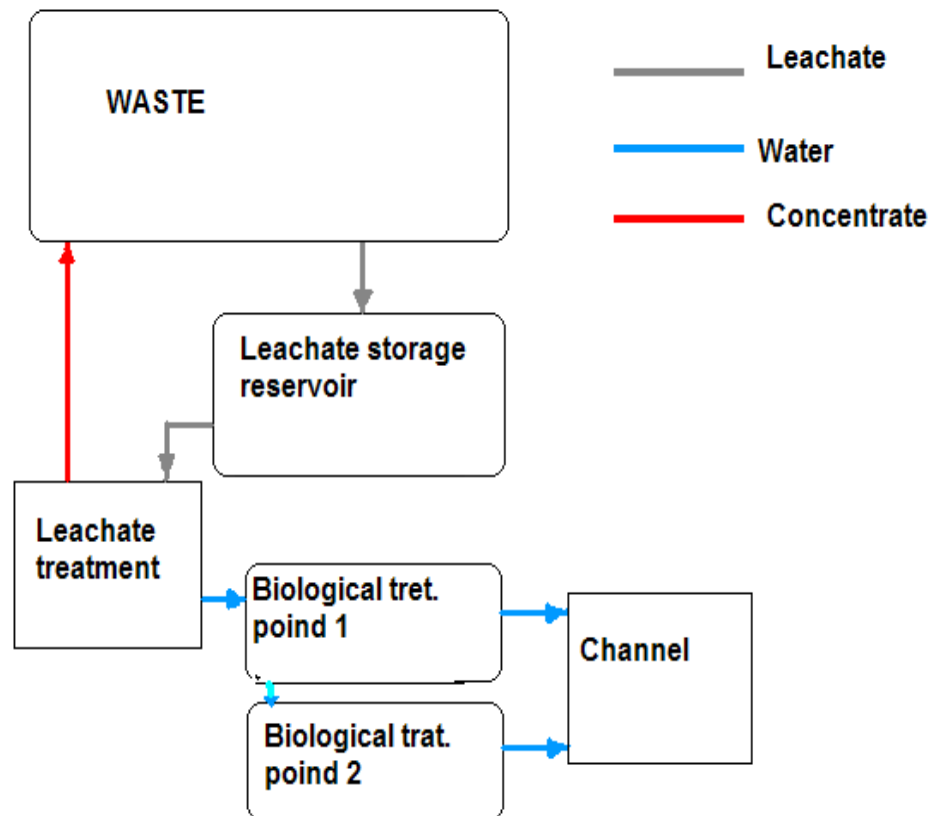 WASTE
Leachate
Water
Concentrate
Leachate storage
reservoir
Leachate
treatment
Biological tret.
poind 1
Channel
Biological trat.
poind 2